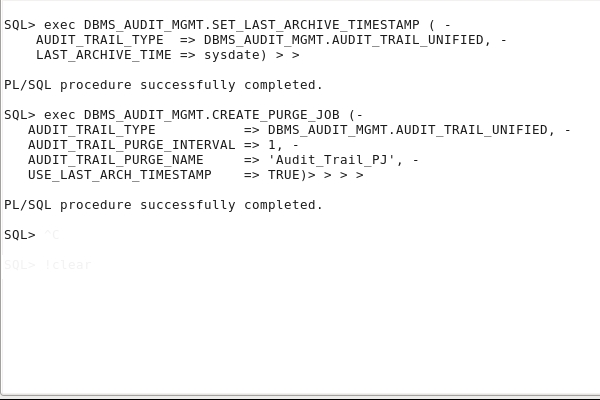 SQL> exec DBMS_AUDIT_MGMT.SET_LAST_ARCHIVE_TIMESTAMP ( -
    AUDIT_TRAIL_TYPE  => DBMS_AUDIT_MGMT.AUDIT_TRAIL_UNIFIED, -
    LAST_ARCHIVE_TIME => sysdate) > >
PL/SQL procedure successfully completed.
SQL> exec DBMS_AUDIT_MGMT.CREATE_PURGE_JOB (-
   AUDIT_TRAIL_TYPE           => DBMS_AUDIT_MGMT.AUDIT_TRAIL_UNIFIED, -
   AUDIT_TRAIL_PURGE_INTERVAL => 1, -
   AUDIT_TRAIL_PURGE_NAME     => 'Audit_Trail_PJ', -
   USE_LAST_ARCH_TIMESTAMP    => TRUE)> > > >
PL/SQL procedure successfully completed.
SQL> ^C
SQL> !clear